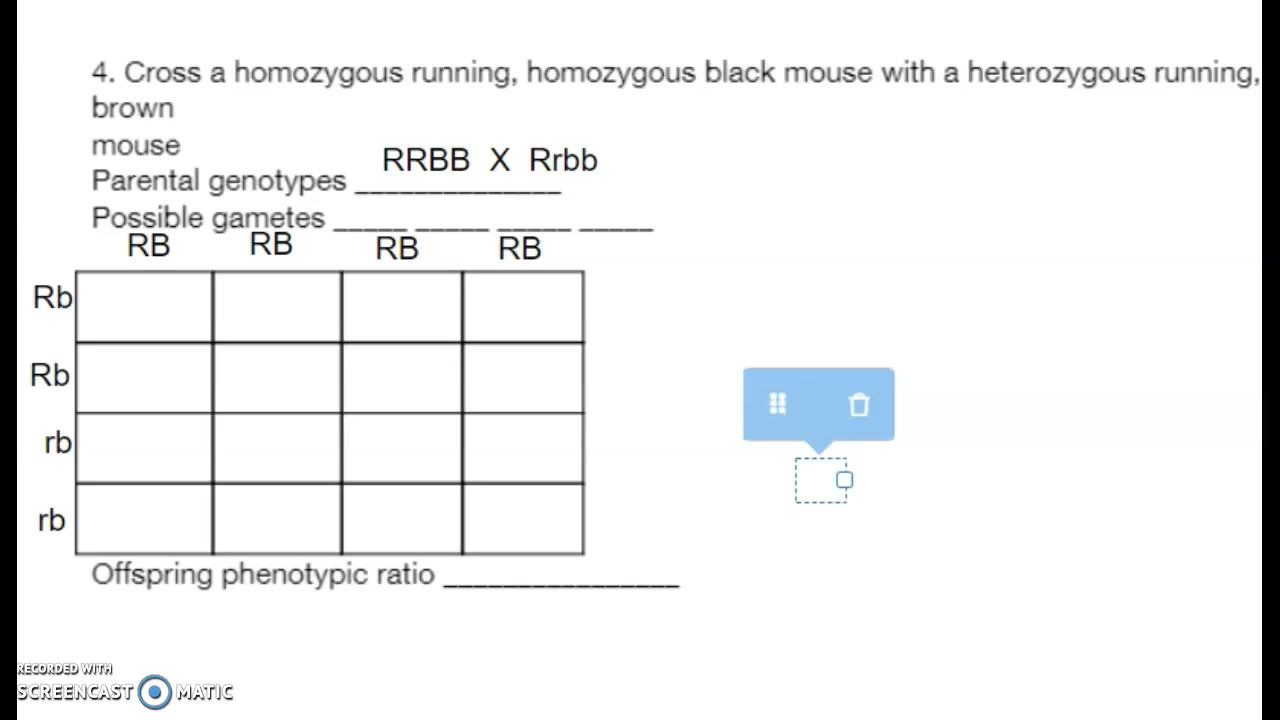 4. Cross a homozygous running, homozygous black mouse with a heterozygous running,
brown
mouse
RRBB X Rrbb
Parental genotypes ______________
Possible gametes _____ _____ _____ _____
RB RB RB RB
Rb
Rb
rb
rb
Offspring phenotypic ratio ________________
RECORDED WITH
SCREENCAST MATIC